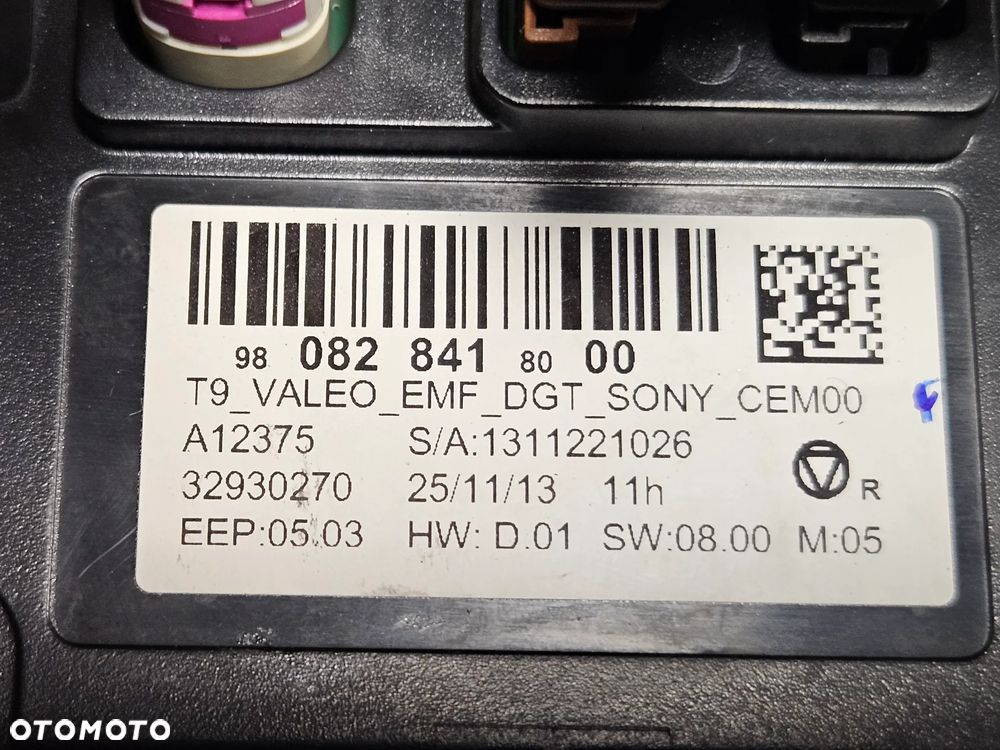 98 082 841 80 00
T9_VALEO_EMF_DGT_SONY_CEM00
A12375 S/A:1311221026
32930270 25/11/13 11h
R
EEP:05.03 HW: D.01 SW:08.00 M:05
OTOMOTO